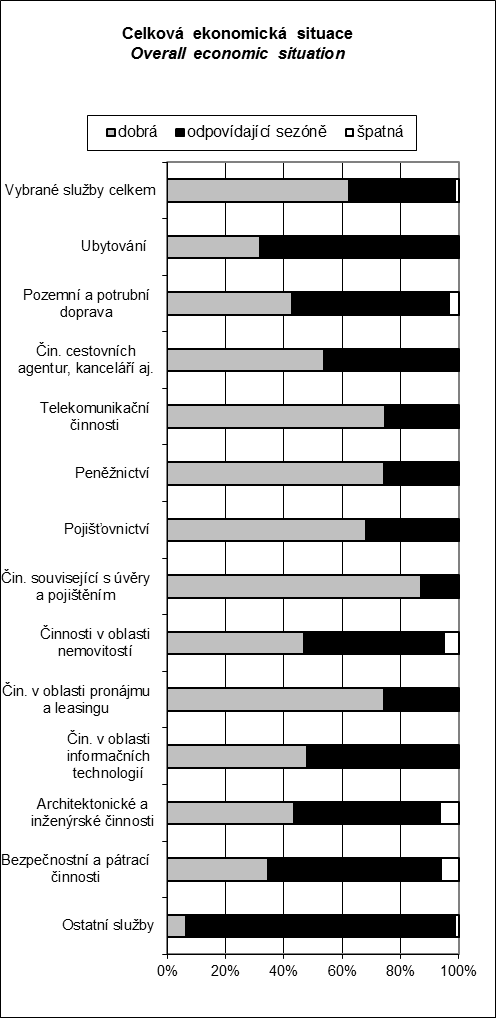 Celková ekonomická situace
Overall economic situation
dobrá odpovídající sezóně špatná
Vybrané služby celkem
Ubytování
Pozemní a potrubní
doprava
Čin. cestovních
agentur, kanceláří aj.
Telekomunikační
činnosti
Peněžnictví
Pojišťovnictví
Čin. související s úvěry
a pojištěním
Činnosti v oblasti
nemovitostí
Čin. v oblasti pronájmu
a leasingu
Čin. v oblasti
informačních
technologií
Architektonické a
inženýrské činnosti
Bezpečnostní a pátrací
činnosti
Ostatní služby
0% 20% 40% 60% 80% 100%